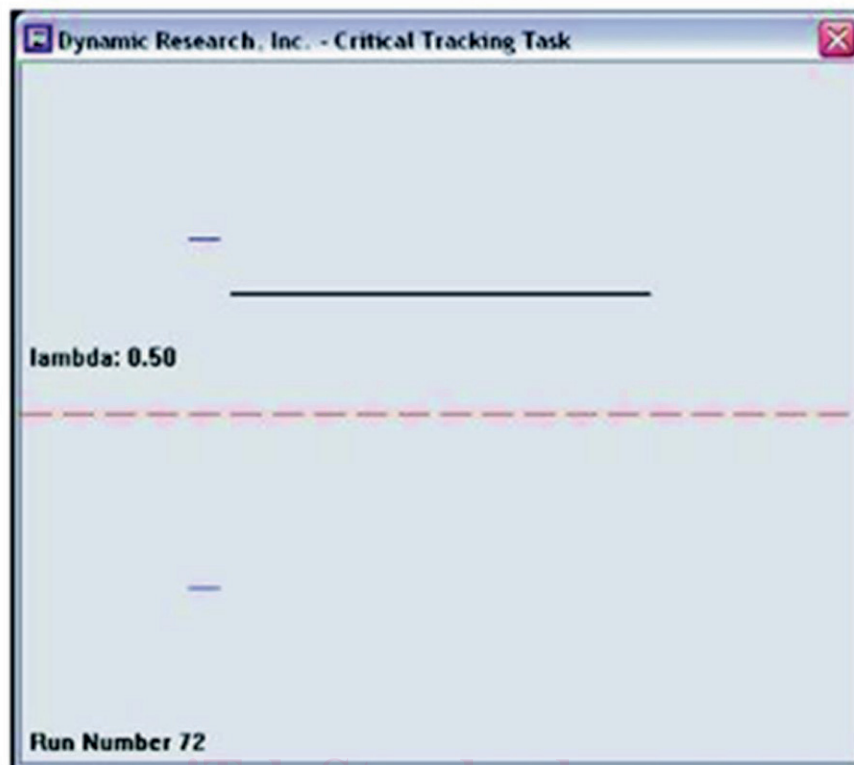 Dynamic Research, Inc. - Critical Tracking Task
lambda: 0.50
Run Number 72